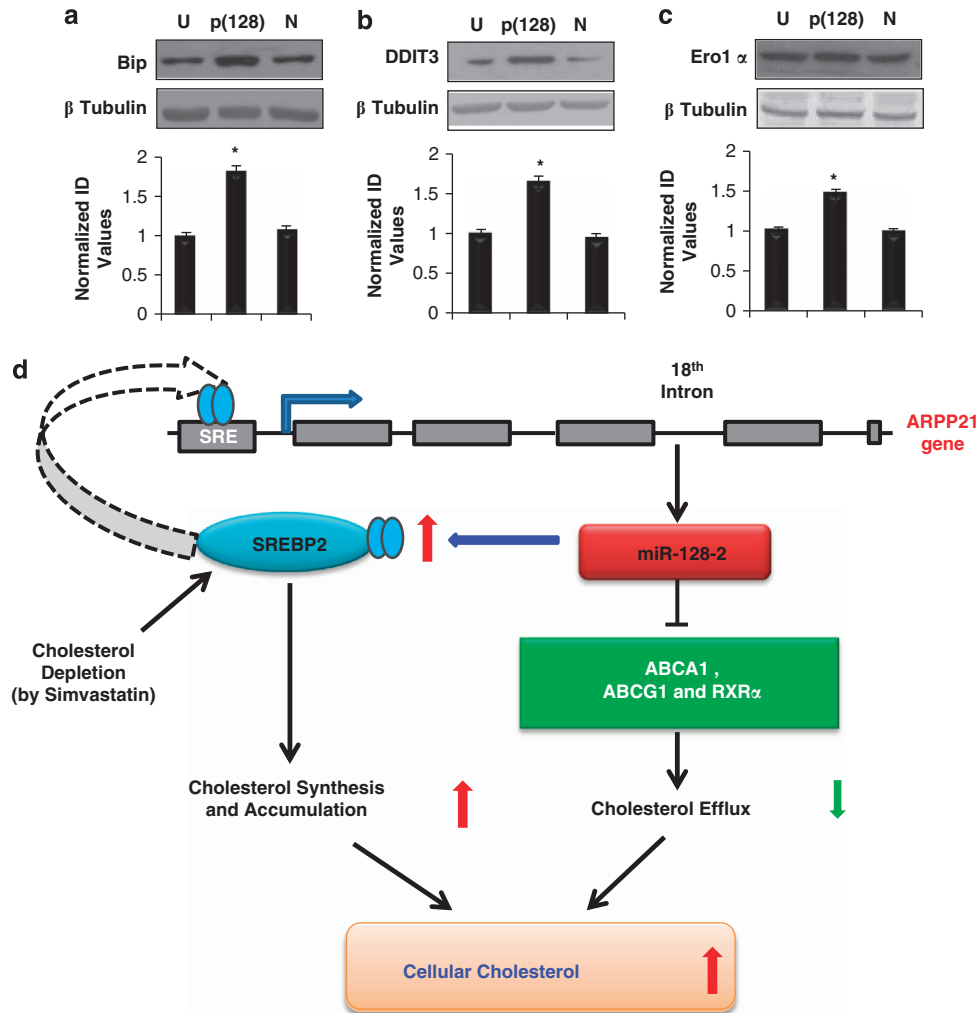 a
U p(128) N
Bip
β Tubulin
Normalized ID
Values
2
1.5
1
0.5
0
*
b
U p(128) N
DDIT3
β Tubulin
Normalized ID
Values
2
1.5
1
0.5
0
*
c
U p(128) N
Ero1 α
β Tubulin
Normalized ID
Values
2
1.5
1
0.5
0
*
d
18th
Intron
SRE
ARPP21
gene
SREBP2
miR-128-2
Cholesterol
Depletion
(by Simvastatin)
ABCA1 ,
ABCG1 and RXRα
Cholesterol Synthesis
and Accumulation
Cholesterol Efflux
Cellular Cholesterol